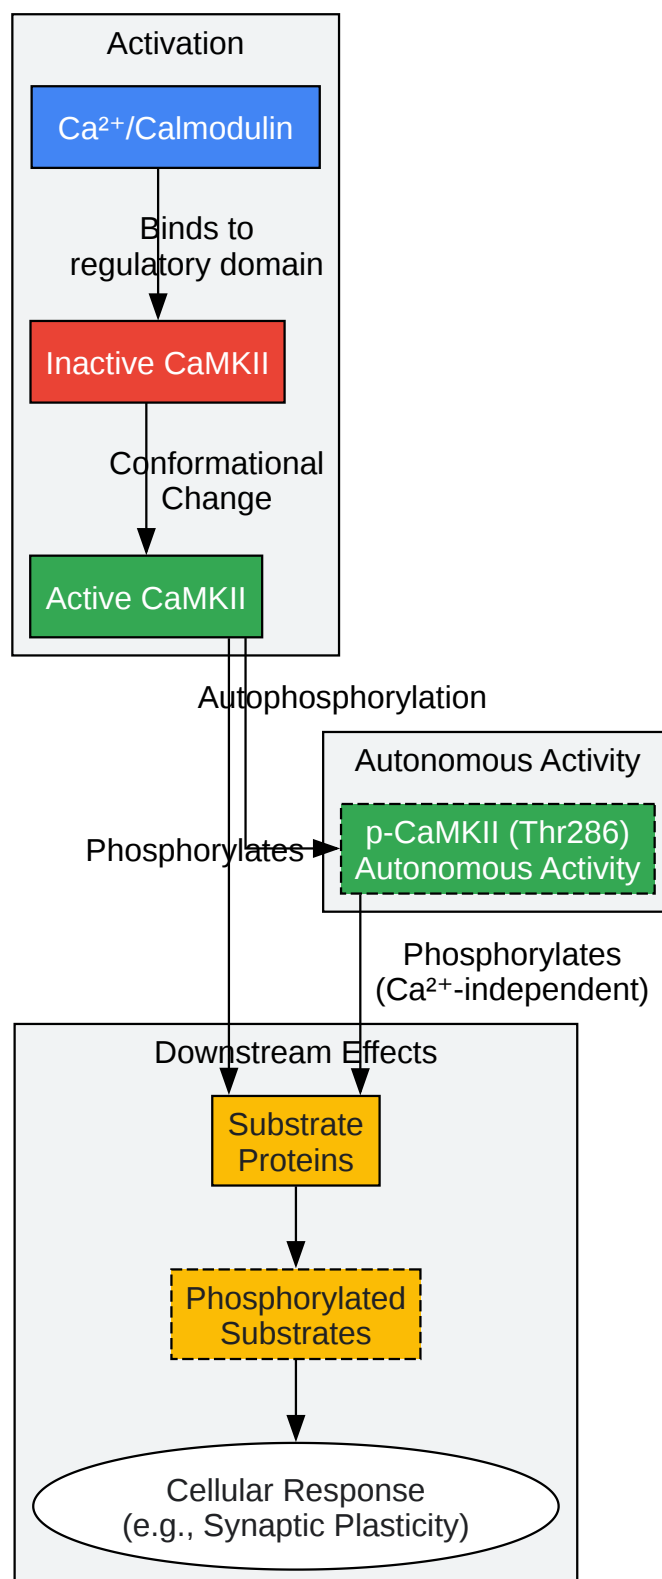 Activation
Ca²⁺/Calmodulin
Binds to
regulatory domain
Inactive CaMKII
Conformational
Change
Active CaMKII
Autophosphorylation
Autonomous Activity
p-CaMKII (Thr286)
Autonomous Activity
Phosphorylates
Phosphorylates
(Ca²⁺-independent)
Downstream Effects
Substrate
Proteins
Phosphorylated
Substrates
Cellular Response
(e.g., Synaptic Plasticity)